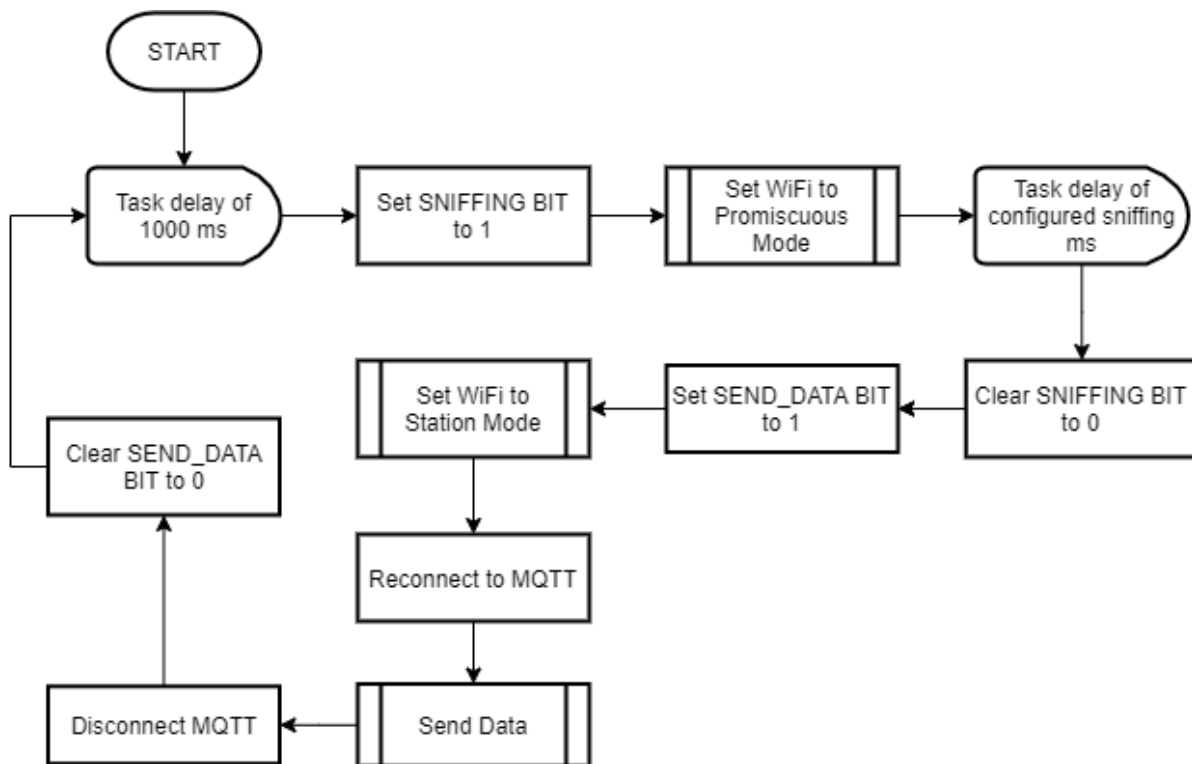 START
Task delay of
1000 ms
Set SNIFFING BIT
to 1
Set WiFi to
Promiscuous
Mode
Task delay of
configured sniffing
ms
Clear SNIFFING BIT
to 0
Set SEND_DATA BIT
to 1
Set WiFi to
Station Mode
Reconnect to MQTT
Send Data
Disconnect MQTT
Clear SEND_DATA
BIT to 0